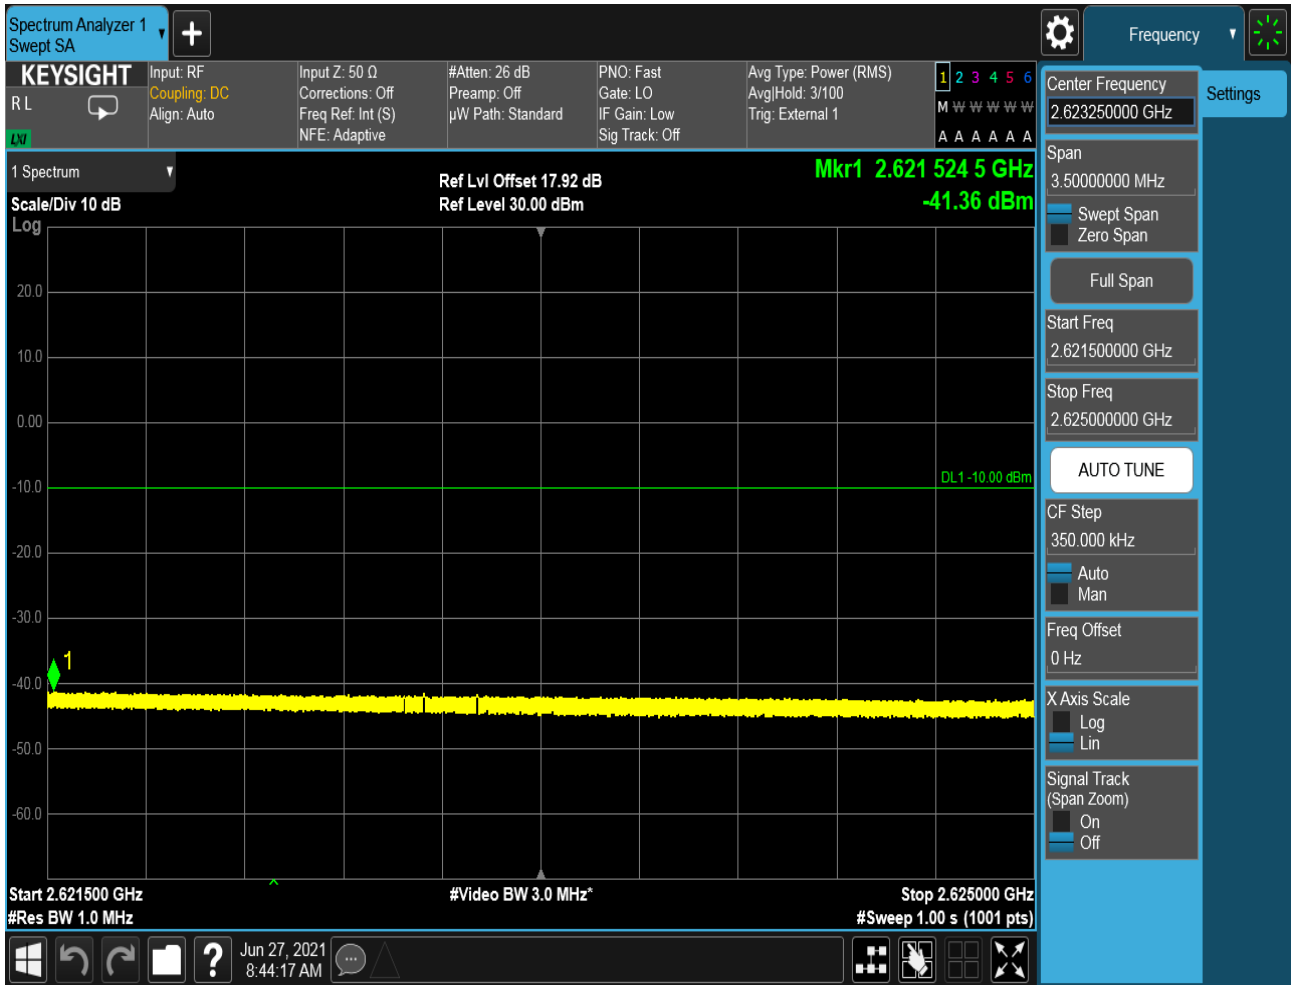 Spectrum Analyzer 1
Swept SA
Frequency
KEYSIGHT
R L
LXI
Input: RF
Coupling: DC
Align: Auto
Input Z: 50 Ω
Corrections: Off
Freq Ref: Int (S)
NFE: Adaptive
#Atten: 26 dB
Preamp: Off
µW Path: Standard
PNO: Fast
Gate: LO
IF Gain: Low
Sig Track: Off
Avg Type: Power (RMS)
Avg|Hold: 3/100
Trig: External 1
1 2 3 4 5 6
M W W W W W
A A A A A A
Center Frequency
2.623250000 GHz
Settings
Span
3.50000000 MHz
Swept Span
Zero Span
Full Span
Start Freq
2.621500000 GHz
Stop Freq
2.625000000 GHz
AUTO TUNE
CF Step
350.000 kHz
Auto
Man
Freq Offset
0 Hz
X Axis Scale
Log
Lin
Signal Track
(Span Zoom)
On
Off
1 Spectrum
Scale/Div 10 dB
Log
Ref Lvl Offset 17.92 dB
Ref Level 30.00 dBm
Mkr1 2.621 524 5 GHz
-41.36 dBm
20.0
10.0
0.00
-10.0
DL1 -10.00 dBm
-20.0
-30.0
1
-40.0
-50.0
-60.0
Start 2.621500 GHz
#Video BW 3.0 MHz*
Stop 2.625000 GHz
#Res BW 1.0 MHz
#Sweep 1.00 s (1001 pts)
?
Jun 27, 2021
8:44:17 AM